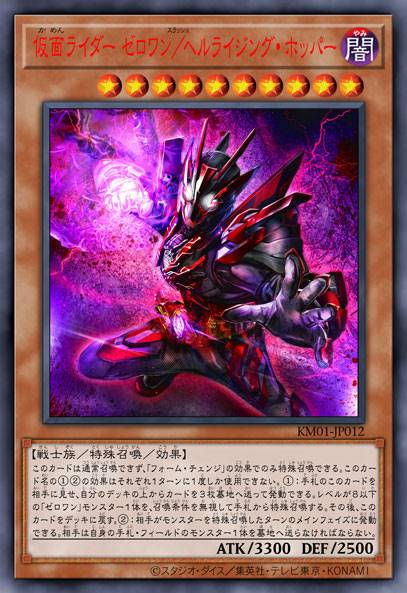 かめん スラッシュ
仮面ライダー ゼロワン／ヘルライジング・ホッパー
やみ
闇
KM01-JP012
【戦士族／特殊召喚／効果】
このカードは通常召喚できず、「フォーム・チェンジ」の効果でのみ特殊召喚できる。このカー
ド名の①②の効果はそれぞれ1ターンに1度しか使用できない。①：手札のこのカードを
相手に見せ、自分のデッキの上からカードを3枚墓地へ送って発動できる。レベルが8以下
の「ゼロワン」モンスター1体を、召喚条件を無視して手札から特殊召喚する。その後、この
カードをデッキに戻す。②：相手がモンスターを特殊召喚したターンのメインフェイズに発動
できる。相手は自身の手札・フィールドのモンスター1体を墓地へ送らなければならない。
ATK/3300 DEF/2500
©スタジオ・ダイス／集英社・テレビ東京・KONAMI